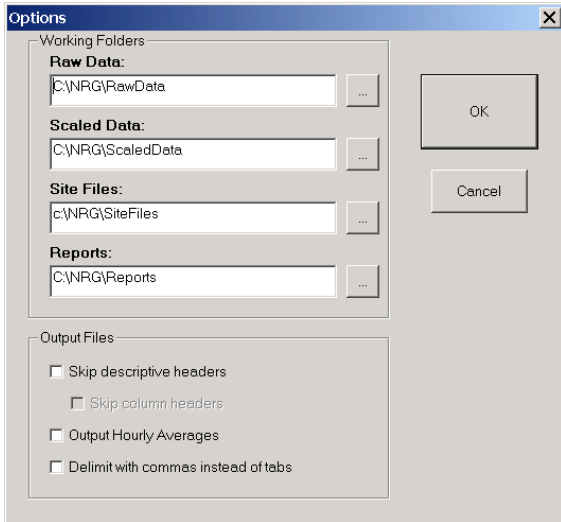 Options
Working Folders
Raw Data:
C:\NRG\RawData
...
Scaled Data:
C:\NRG\ScaledData
...
Site Files:
c:\NRG\SiteFiles
...
Reports:
C:\NRG\Reports
...
OK
Cancel
Output Files
Skip descriptive headers
Skip column headers
Output Hourly Averages
Delimit with commas instead of tabs